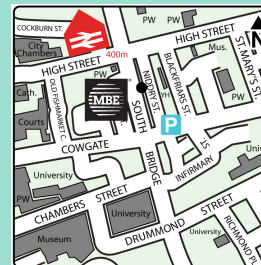 COCKBURN ST.
PW
PW
City
Chambers
400m
HIGH STREET
HIGH STREET
Mus.
ST. MARY'S ST.
N
PW
NIDDRY ST.
BLACKFRIARS ST.
YH
PW
Cath.
OLD FISHMARKET C.
MBE
SOUTH
BRIDGE
P
Courts
COWGATE
INFIRMARY
ST.
Univ
University
PW
CHAMBERS STREET
University
Museum
DRUMMOND STREET
University
RICHMOND PL